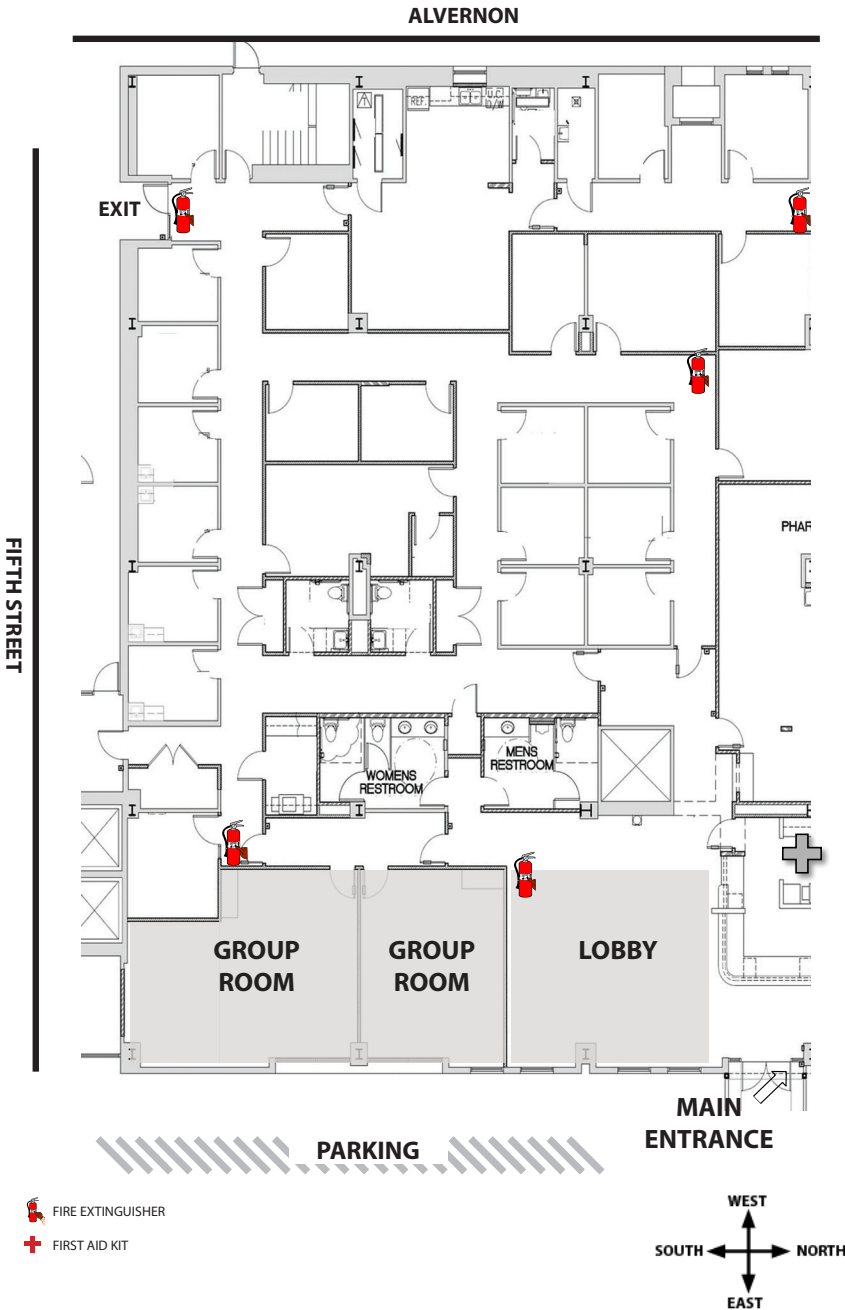 ALVERNON
REF.
EXIT
FIFTH STREET
PHAR
MENS
RESTROOM
WOMENS
RESTROOM
GROUP
ROOM
GROUP
ROOM
LOBBY
MAIN
ENTRANCE
PARKING
FIRE EXTINGUISHER
FIRST AID KIT
WEST
SOUTH
NORTH
EAST